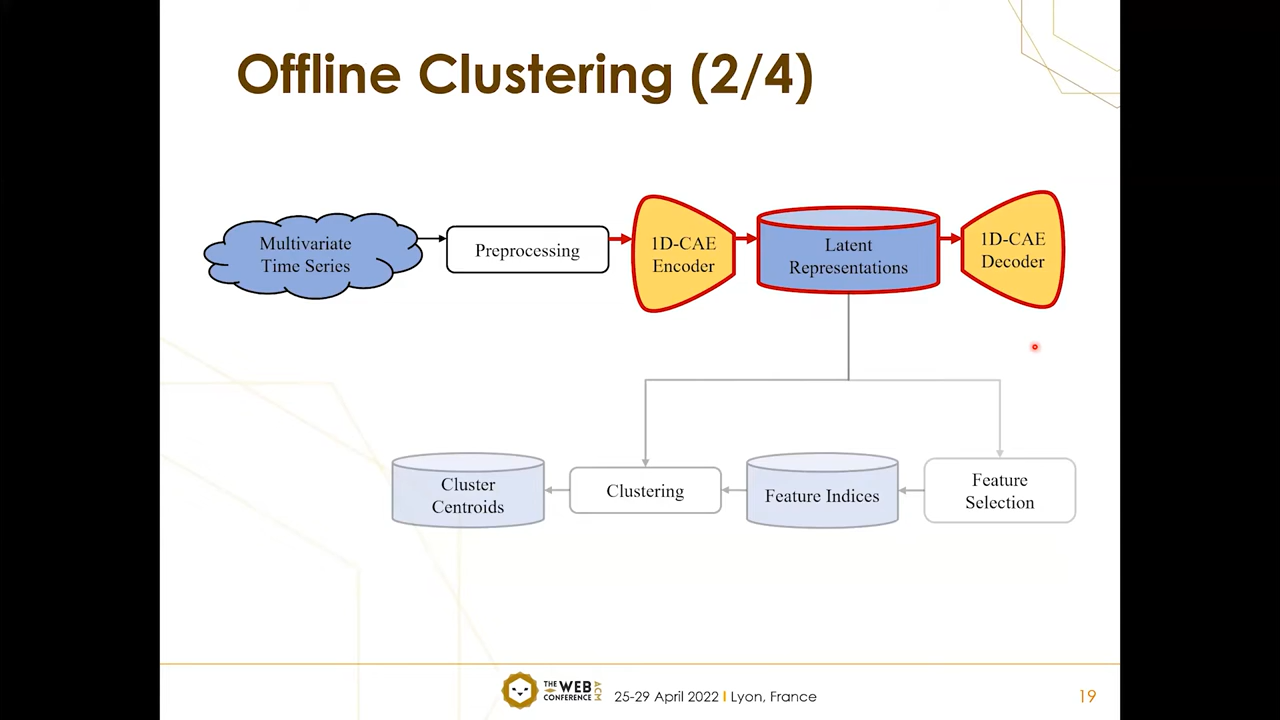 Offline Clustering (2/4)
Multivariate
Time Series
Preprocessing
1D-CAE
Encoder
Latent
Representations
1D-CAE
Decoder
Cluster
Centroids
Clustering
Feature Indices
Feature
Selection
THE WEB
CONFERENCE
ACM
25-29 April 2022 I Lyon, France
19